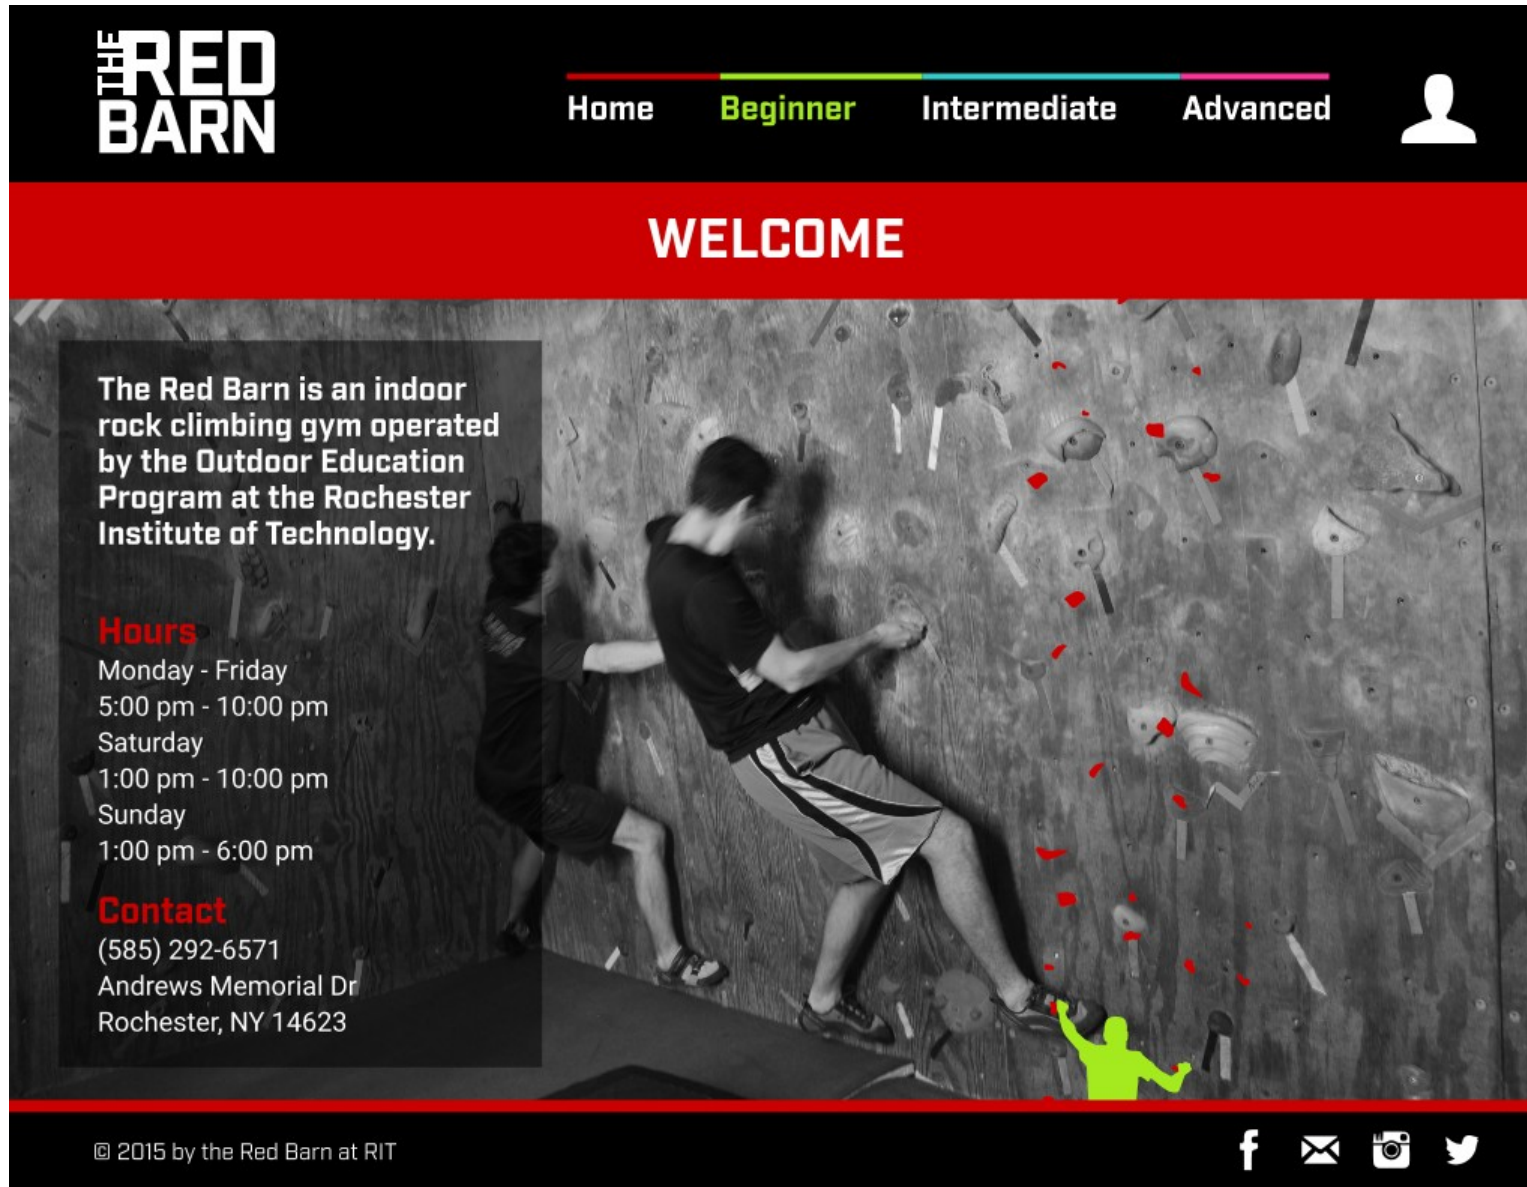 THE RED
BARN
Home Beginner Intermediate Advanced
WELCOME
The Red Barn is an indoor
rock climbing gym operated
by the Outdoor Education
Program at the Rochester
Institute of Technology.
Hours
Monday - Friday
5:00 pm - 10:00 pm
Saturday
1:00 pm - 10:00 pm
Sunday
1:00 pm - 6:00 pm
Contact
(585) 292-6571
Andrews Memorial Dr
Rochester, NY 14623
© 2015 by the Red Barn at RIT